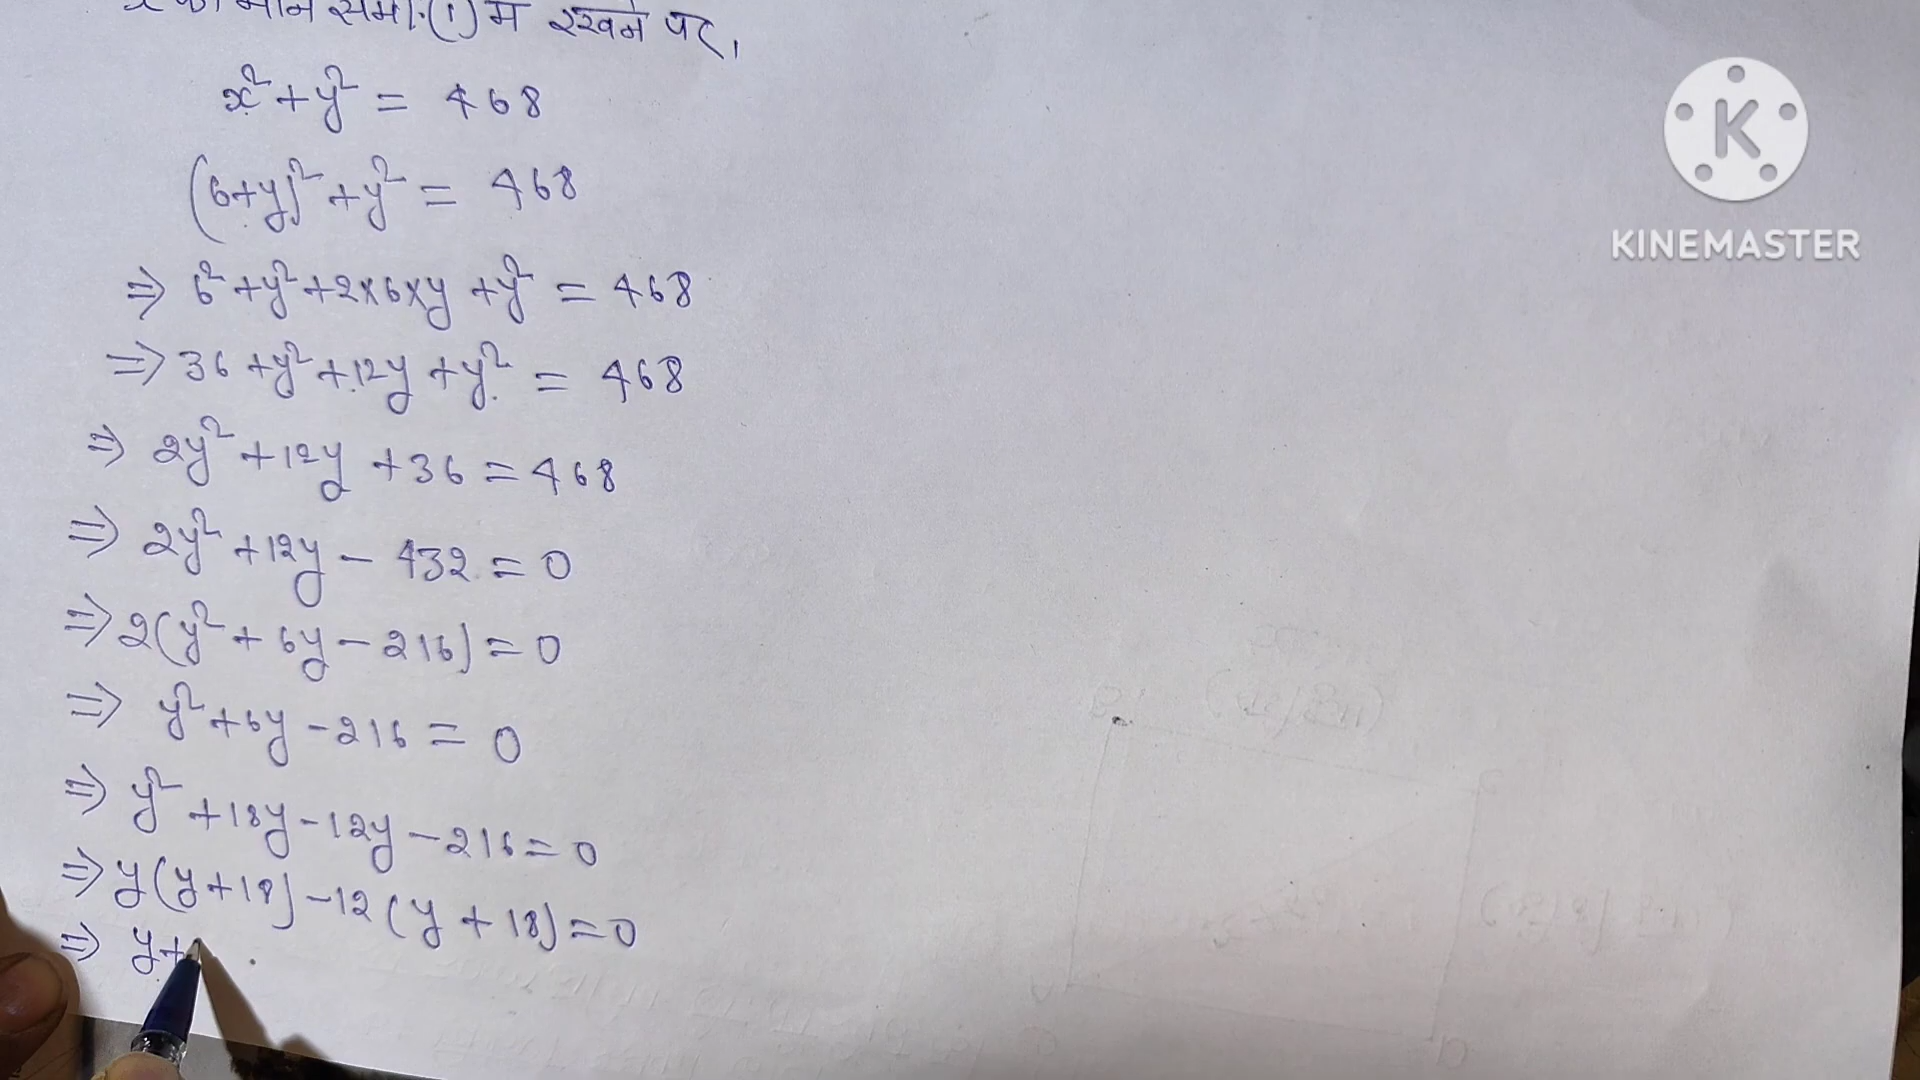 x का मान समी.(1) में रखने पर,
x² + y² = 468
(6+y)² + y² = 468
⇒ 6² + y² + 2×6×y + y² = 468
⇒ 36 + y² + 12y + y² = 468
⇒ 2y² + 12y + 36 = 468
⇒ 2y² + 12y - 432 = 0
⇒ 2(y² + 6y - 216) = 0
⇒ y² + 6y - 216 = 0
⇒ y² + 18y - 12y - 216 = 0
⇒ y(y+18) - 12(y+18) = 0
⇒ y+
K
KINEMASTER